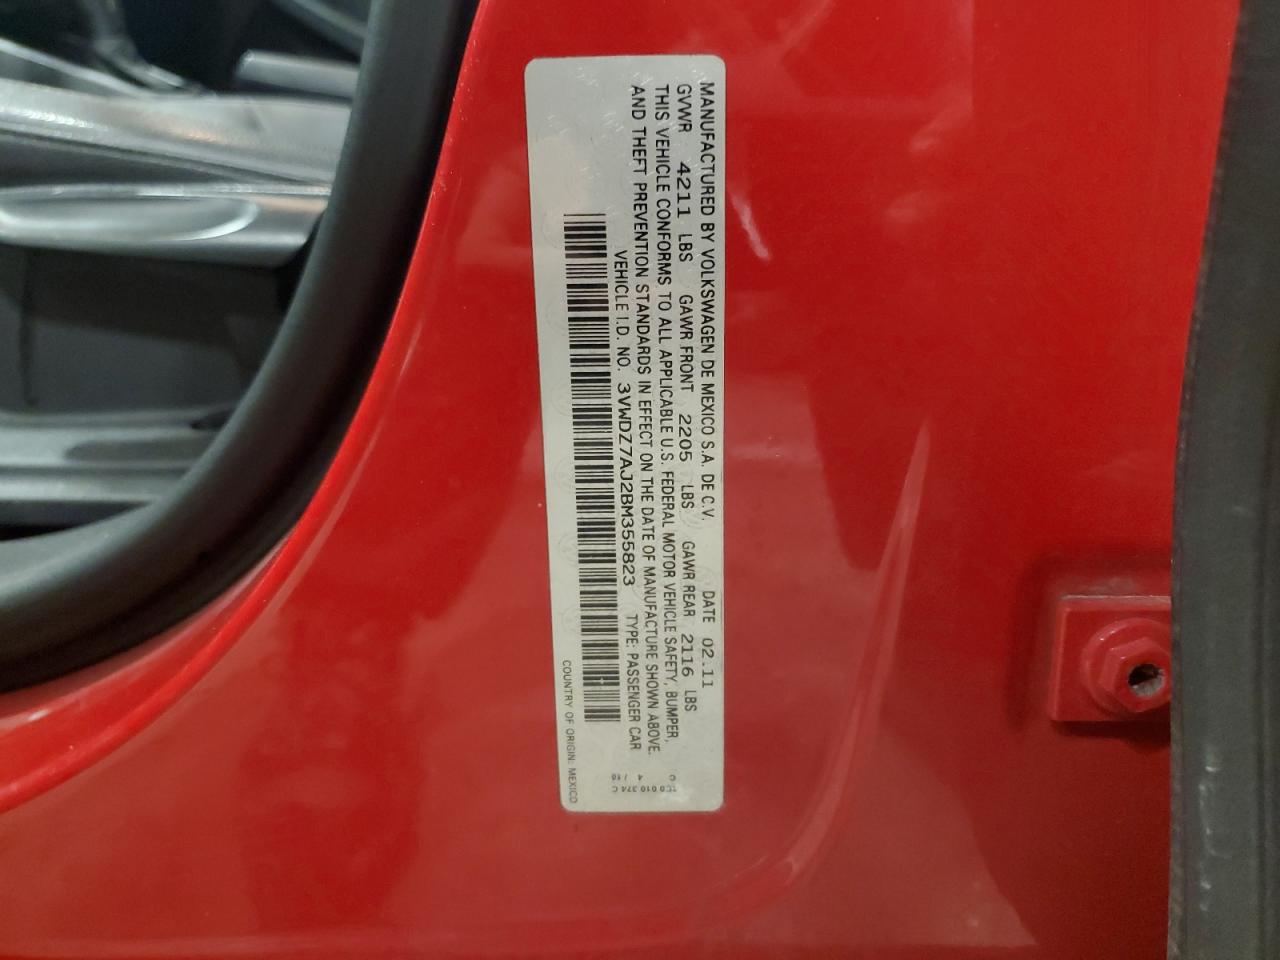 MANUFACTURED BY VOLKSWAGEN DE MEXICO S.A. DE C.V. DATE 02.11
GVWR 4211 LBS GAWR FRONT 2205 LBS GAWR REAR 2116 LBS
THIS VEHICLE CONFORMS TO ALL APPLICABLE U.S. FEDERAL MOTOR VEHICLE SAFETY, BUMPER,
AND THEFT PREVENTION STANDARDS IN EFFECT ON THE DATE OF MANUFACTURE SHOWN ABOVE.
VEHICLE I.D. NO. 3VWDZ7AJ2BM355823 TYPE: PASSENGER CAR
COUNTRY OF ORIGIN: MEXICO